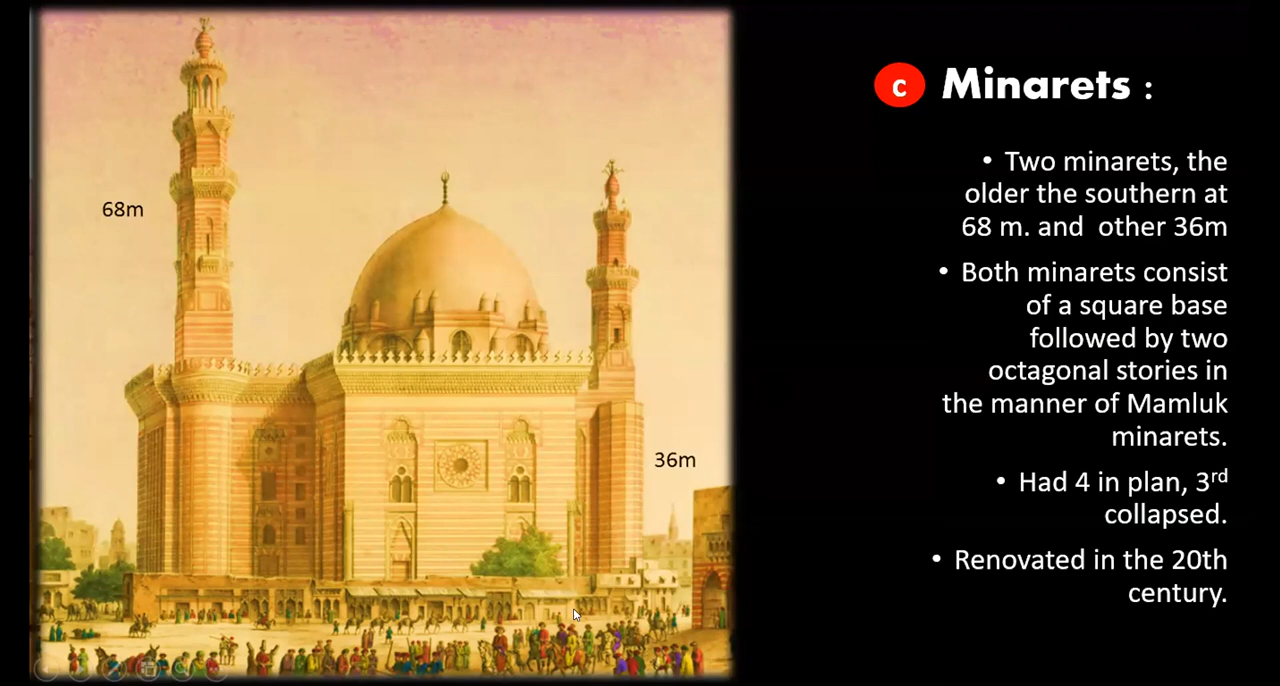 C Minarets :
• Two minarets, the
older the southern at
68 m. and  other 36m
• Both minarets consist
of a square base
followed by two
octagonal stories in
the manner of Mamluk
minarets.
• Had 4 in plan, 3rd
collapsed.
• Renovated in the 20th
century.
68m
36m